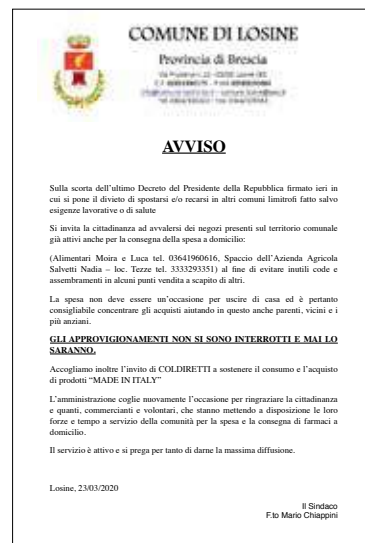 COMUNE DI LOSINE
Provincia di Brescia
AVVISO
Sulla scorta dell'ultimo Decreto del Presidente della Repubblica firmato ieri in
cui si pone il divieto di spostarsi e/o recarsi in altri comuni limitrofi fatto salvo
esigenze lavorative o di salute
Si invita la cittadinanza ad avvalersi dei negozi presenti sul territorio comunale
già attivi anche per la consegna della spesa a domicilio:
(Alimentari Moira e Luca tel. 03641960616, Spaccio dell'Azienda Agricola
Salvetti Nadia – loc. Tezze tel. 3333293351) al fine di evitare inutili code e
assembramenti in alcuni punti vendita a scapito di altri.
La spesa non deve essere un'occasione per uscire di casa ed è pertanto
consigliabile concentrare gli acquisti aiutando in questo anche parenti, vicini e i
più anziani.
GLI APPROVIGIONAMENTI NON SI SONO INTERROTTI E MAI LO
SARANNO.
Accogliamo inoltre l'invito di COLDIRETTI a sostenere il consumo e l'acquisto
di prodotti “MADE IN ITALY”
L'amministrazione coglie nuovamente l'occasione per ringraziare la cittadinanza
e quanti, commercianti e volontari, che stanno mettendo a disposizione le loro
forze e tempo a servizio della comunità per la spesa e la consegna di farmaci a
domicilio.
Il servizio è attivo e si prega per tanto di darne la massima diffusione.
Losine, 23/03/2020
Il Sindaco
F.to Mario Chiappini